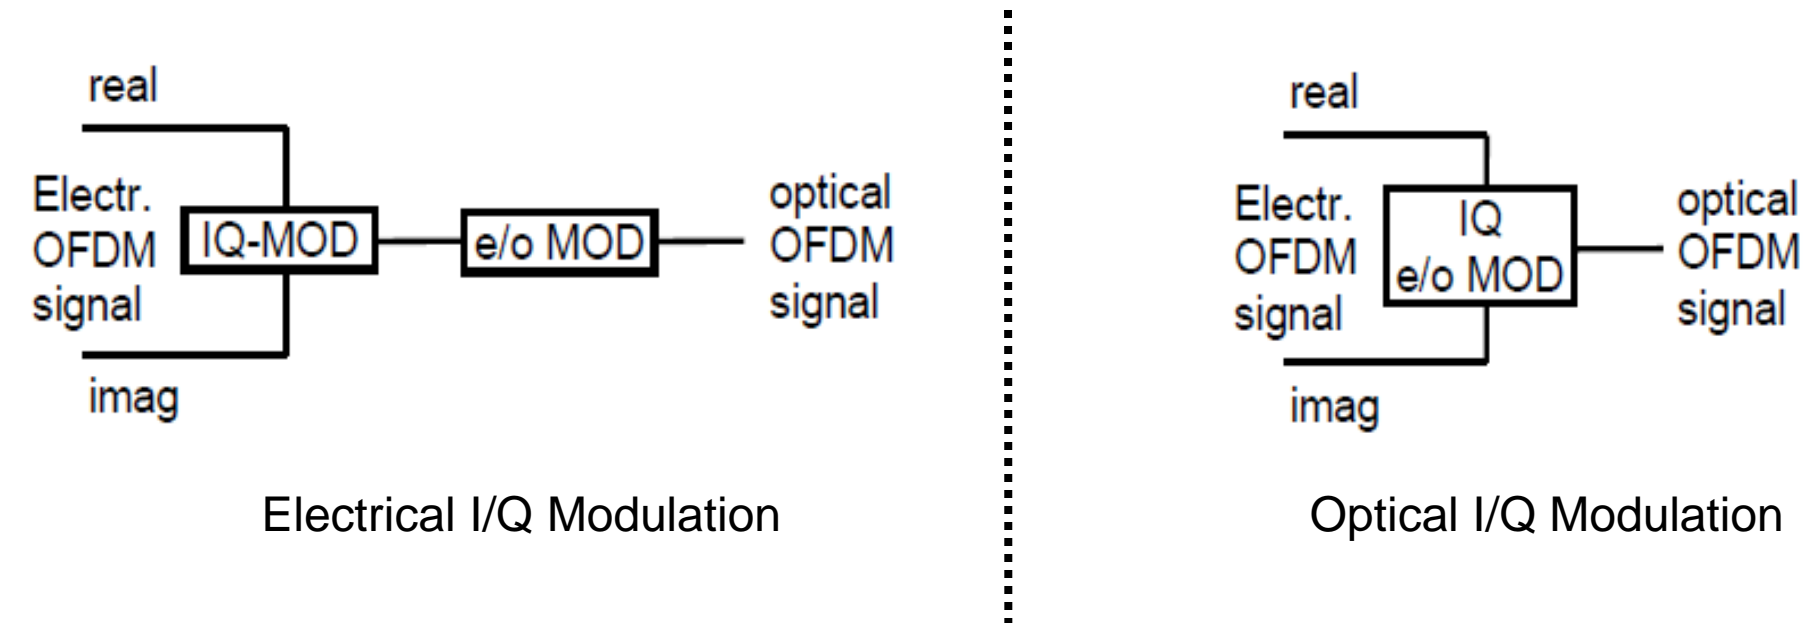 real
Electr.
OFDM
signal
IQ-MOD
e/o MOD
optical
OFDM
signal
imag
Electrical I/Q Modulation
real
Electr.
OFDM
signal
IQ
e/o MOD
optical
OFDM
signal
imag
Optical I/Q Modulation